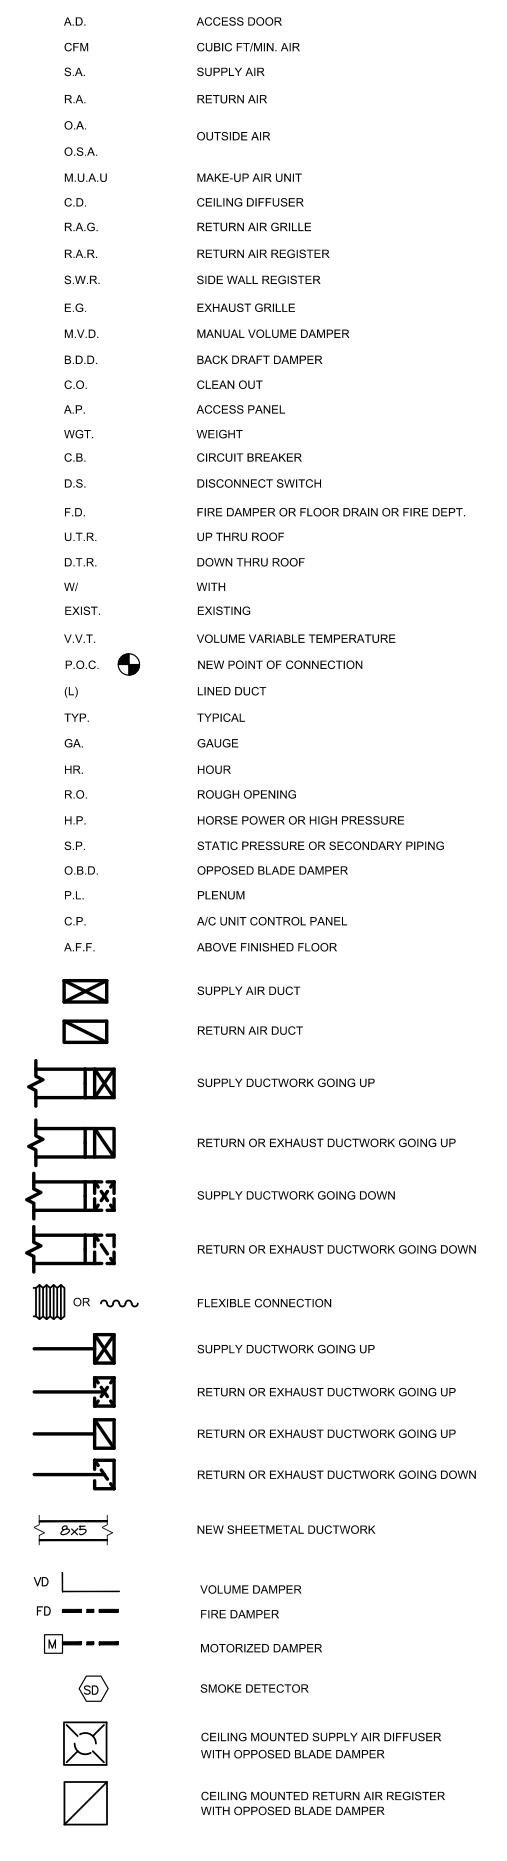 A.D. ACCESS DOOR
CFM CUBIC FT/MIN. AIR
S.A. SUPPLY AIR
R.A. RETURN AIR
O.A.
OUTSIDE AIR
O.S.A.
M.U.A.U MAKE-UP AIR UNIT
C.D. CEILING DIFFUSER
R.A.G. RETURN AIR GRILLE
R.A.R. RETURN AIR REGISTER
S.W.R. SIDE WALL REGISTER
E.G. EXHAUST GRILLE
M.V.D. MANUAL VOLUME DAMPER
B.D.D. BACK DRAFT DAMPER
C.O. CLEAN OUT
A.P. ACCESS PANEL
WGT. WEIGHT
C.B. CIRCUIT BREAKER
D.S. DISCONNECT SWITCH
F.D. FIRE DAMPER OR FLOOR DRAIN OR FIRE DEPT.
U.T.R. UP THRU ROOF
D.T.R. DOWN THRU ROOF
W/ WITH
EXIST. EXISTING
V.V.T. VOLUME VARIABLE TEMPERATURE
P.O.C. NEW POINT OF CONNECTION
(L) LINED DUCT
TYP. TYPICAL
GA. GAUGE
HR. HOUR
R.O. ROUGH OPENING
H.P. HORSE POWER OR HIGH PRESSURE
S.P. STATIC PRESSURE OR SECONDARY PIPING
O.B.D. OPPOSED BLADE DAMPER
P.L. PLENUM
C.P. A/C UNIT CONTROL PANEL
A.F.F. ABOVE FINISHED FLOOR
SUPPLY AIR DUCT
RETURN AIR DUCT
SUPPLY DUCTWORK GOING UP
RETURN OR EXHAUST DUCTWORK GOING UP
SUPPLY DUCTWORK GOING DOWN
RETURN OR EXHAUST DUCTWORK GOING DOWN
OR FLEXIBLE CONNECTION
SUPPLY DUCTWORK GOING UP
RETURN OR EXHAUST DUCTWORK GOING UP
RETURN OR EXHAUST DUCTWORK GOING UP
RETURN OR EXHAUST DUCTWORK GOING DOWN
8x5 NEW SHEETMETAL DUCTWORK
VD VOLUME DAMPER
FD FIRE DAMPER
M MOTORIZED DAMPER
SD SMOKE DETECTOR
CEILING MOUNTED SUPPLY AIR DIFFUSER
WITH OPPOSED BLADE DAMPER
CEILING MOUNTED RETURN AIR REGISTER
WITH OPPOSED BLADE DAMPER